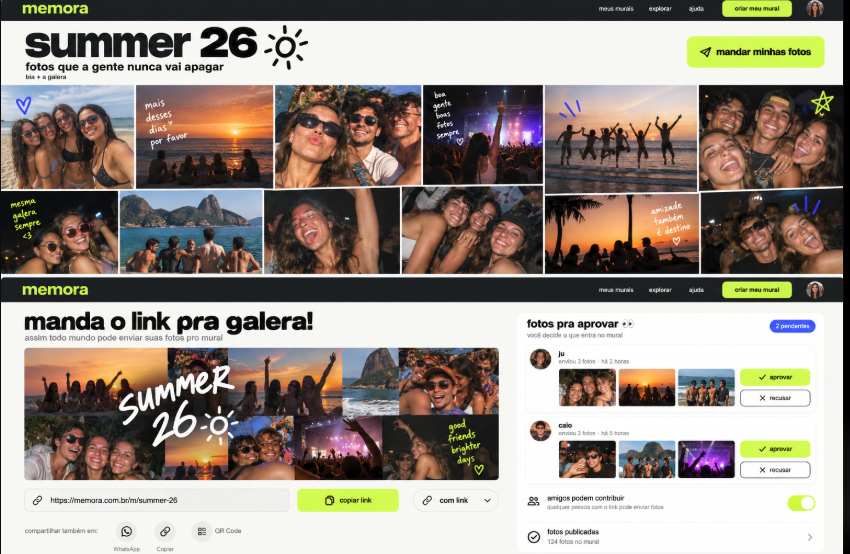 memora
meus murais explorar ajuda criar meu mural
summer 26
fotos que a gente nunca vai apagar
bia + a galera
mandar minhas fotos
mais
desses
dias
por favor
boa
gente
boas
fotos
sempre
mesma
galera
sempre
<3
amizade
também
é destino
memora
meus murais explorar ajuda criar meu mural
manda o link pra galera!
assim todo mundo pode enviar suas fotos pro mural
SUMMER
26
good
friends
brighter
days
https://memora.com.br/m/summer-26
copiar link
com link
compartilhar também em:
WhatsApp
Copiar
QR Code
fotos pra aprovar 👀
2 pendentes
você decide o que entra no mural
ju
enviou 3 fotos · há 2 horas
aprovar
recusar
caio
enviou 3 fotos · há 5 horas
aprovar
recusar
amigos podem contribuir
qualquer pessoa com o link pode enviar fotos
fotos publicadas
124 fotos no mural